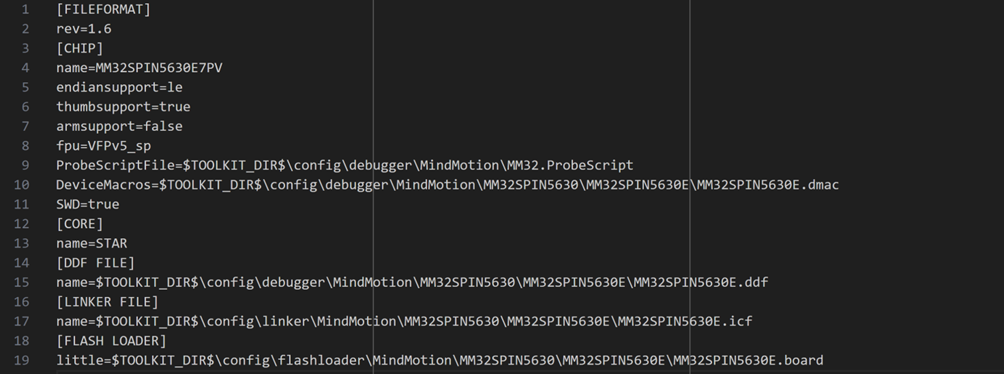 1 [FILEFORMAT]
2 rev=1.6
3 [CHIP]
4 name=MM32SPIN5630E7PV
5 endiansupport=le
6 thumbsupport=true
7 armsupport=false
8 fpu=VFPv5_sp
9 ProbeScriptFile=$TOOLKIT_DIR$\config\debugger\MindMotion\MM32.ProbeScript
10 DeviceMacros=$TOOLKIT_DIR$\config\debugger\MindMotion\MM32SPIN5630\MM32SPIN5630E\MM32SPIN5630E.dmac
11 SWD=true
12 [CORE]
13 name=STAR
14 [DDF FILE]
15 name=$TOOLKIT_DIR$\config\debugger\MindMotion\MM32SPIN5630\MM32SPIN5630E\MM32SPIN5630E.ddf
16 [LINKER FILE]
17 name=$TOOLKIT_DIR$\config\linker\MindMotion\MM32SPIN5630\MM32SPIN5630E\MM32SPIN5630E.icf
18 [FLASH LOADER]
19 little=$TOOLKIT_DIR$\config\flashloader\MindMotion\MM32SPIN5630\MM32SPIN5630E\MM32SPIN5630E.board